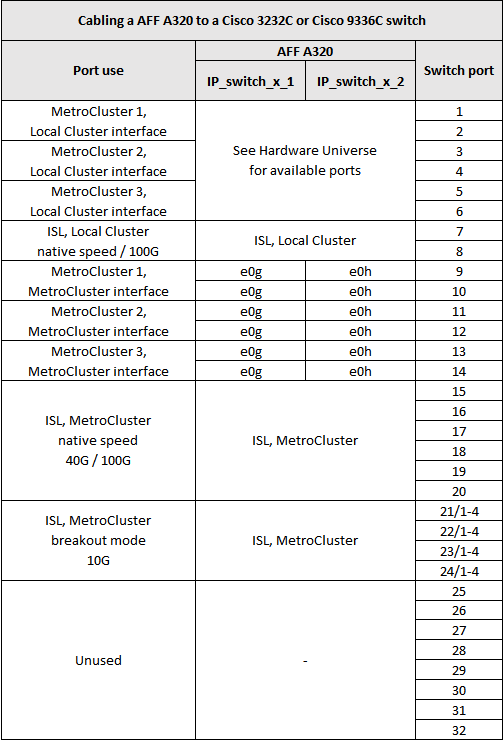 Cabling a AFF A320 to a Cisco 3232C or Cisco 9336C switch
Port use
AFF A320
Switch port
IP_switch_x_1
IP_switch_x_2
MetroCluster 1,
Local Cluster interface
See Hardware Universe
for available ports
1
2
MetroCluster 2,
Local Cluster interface
3
4
MetroCluster 3,
Local Cluster interface
5
6
ISL, Local Cluster
native speed / 100G
ISL, Local Cluster
7
8
MetroCluster 1,
MetroCluster interface
e0g
e0h
9
e0g
e0h
10
MetroCluster 2,
MetroCluster interface
e0g
e0h
11
e0g
e0h
12
MetroCluster 3,
MetroCluster interface
e0g
e0h
13
e0g
e0h
14
ISL, MetroCluster
native speed
40G / 100G
ISL, MetroCluster
15
16
17
18
19
20
ISL, MetroCluster
breakout mode
10G
ISL, MetroCluster
21/1-4
22/1-4
23/1-4
24/1-4
Unused
-
25
26
27
28
29
30
31
32